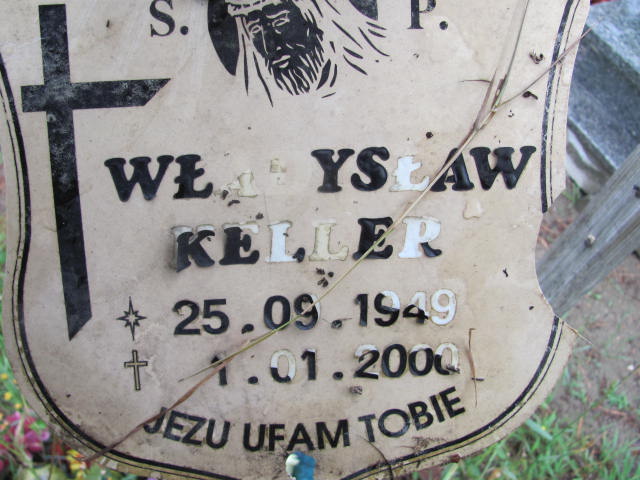 S. P.
WŁADYSŁAW
KELLER
25.09.1949
1.01.2000
JEZU UFAM TOBIE